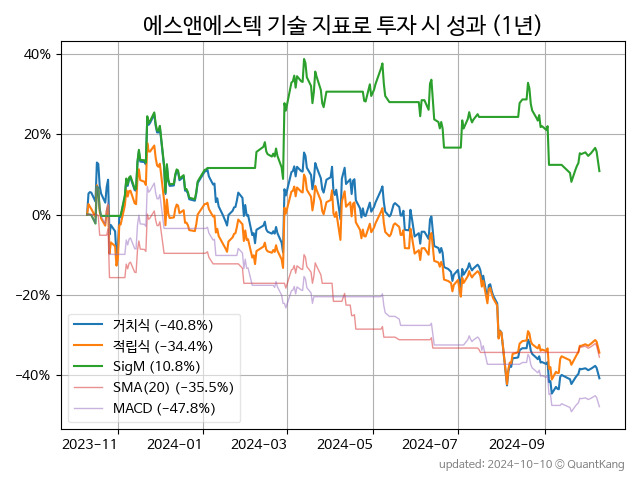 에스앤에스텍 기술 지표로 투자 시 성과 (1년)
40%
20%
0%
−20%
−40%
거치식 (−40.8%)
적립식 (−34.4%)
SigM (10.8%)
SMA(20) (−35.5%)
MACD (−47.8%)
2023−11
2024−01
2024−03
2024−05
2024−07
2024−09
updated: 2024-10-10 © QuantKang